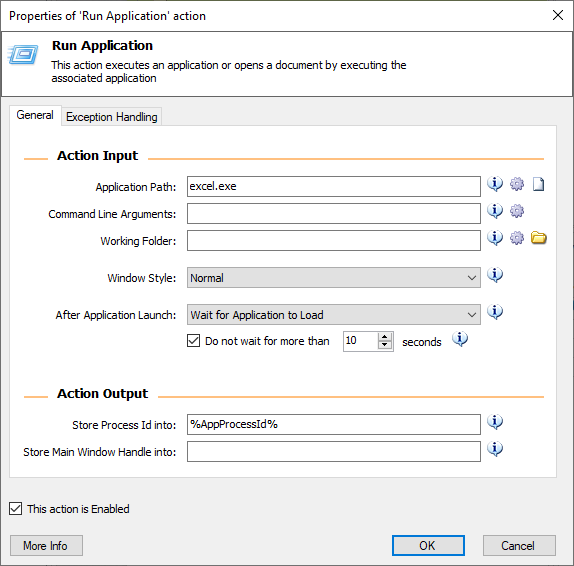 Properties of 'Run Application' action
Run Application
This action executes an application or opens a document by executing the
associated application
General
Exception Handling
Action Input
Application Path:
excel.exe
Command Line Arguments:
Working Folder:
Window Style:
Normal
After Application Launch:
Wait for Application to Load
Do not wait for more than
10
seconds
Action Output
Store Process Id into:
%AppProcessId%
Store Main Window Handle into:
This action is Enabled
More Info
OK
Cancel